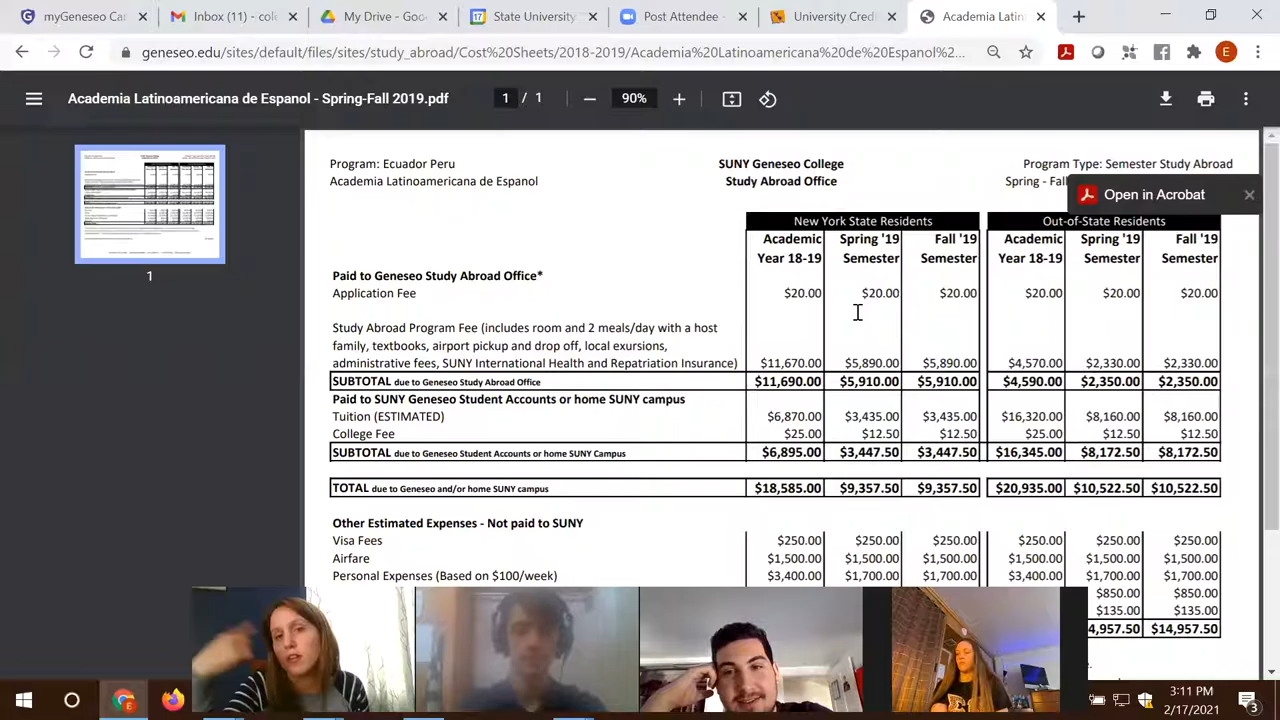 myGeneseo Cam
Inbox (11) - cole
My Drive - Goo
State University
Post Attendee -
University Cred
Academia Latin
geneseo.edu/sites/default/files/sites/study_abroad/Cost%20Sheets/2018-2019/Academia%20Latinoamericana%20de%20Espanol%2...
E
Academia Latinoamericana de Espanol - Spring-Fall 2019.pdf
1 / 1
90%
Program: Ecuador Peru
SUNY Geneseo College
Program Type: Semester Study Abroad
Academia Latinoamericana de Espanol
Study Abroad Office
Spring - Fal
Open in Acrobat
1
New York State Residents Out-of-State Residents
Academic Spring '19 Fall '19 Academic Spring '19 Fall '19
Year 18-19 Semester Semester Year 18-19 Semester Semester
Paid to Geneseo Study Abroad Office*
Application Fee $20.00 $20.00 $20.00 $20.00 $20.00 $20.00
Study Abroad Program Fee (includes room and 2 meals/day with a host
family, textbooks, airport pickup and drop off, local exursions,
administrative fees, SUNY International Health and Repatriation Insurance) $11,670.00 $5,890.00 $5,890.00 $4,570.00 $2,330.00 $2,330.00
SUBTOTAL due to Geneseo Study Abroad Office $11,690.00 $5,910.00 $5,910.00 $4,590.00 $2,350.00 $2,350.00
Paid to SUNY Geneseo Student Accounts or home SUNY campus
Tuition (ESTIMATED) $6,870.00 $3,435.00 $3,435.00 $16,320.00 $8,160.00 $8,160.00
College Fee $25.00 $12.50 $12.50 $25.00 $12.50 $12.50
SUBTOTAL due to Geneseo Student Accounts or home SUNY Campus $6,895.00 $3,447.50 $3,447.50 $16,345.00 $8,172.50 $8,172.50
TOTAL due to Geneseo and/or home SUNY campus $18,585.00 $9,357.50 $9,357.50 $20,935.00 $10,522.50 $10,522.50
Other Estimated Expenses - Not paid to SUNY
Visa Fees $250.00 $250.00 $250.00 $250.00 $250.00 $250.00
Airfare $1,500.00 $1,500.00 $1,500.00 $1,500.00 $1,500.00 $1,500.00
Personal Expenses (Based on $100/week) $3,400.00 $1,700.00 $1,700.00 $3,400.00 $1,700.00 $1,700.00
$850.00 $850.00
$135.00 $135.00
4,957.50 $14,957.50
3:11 PM
2/17/2021
3